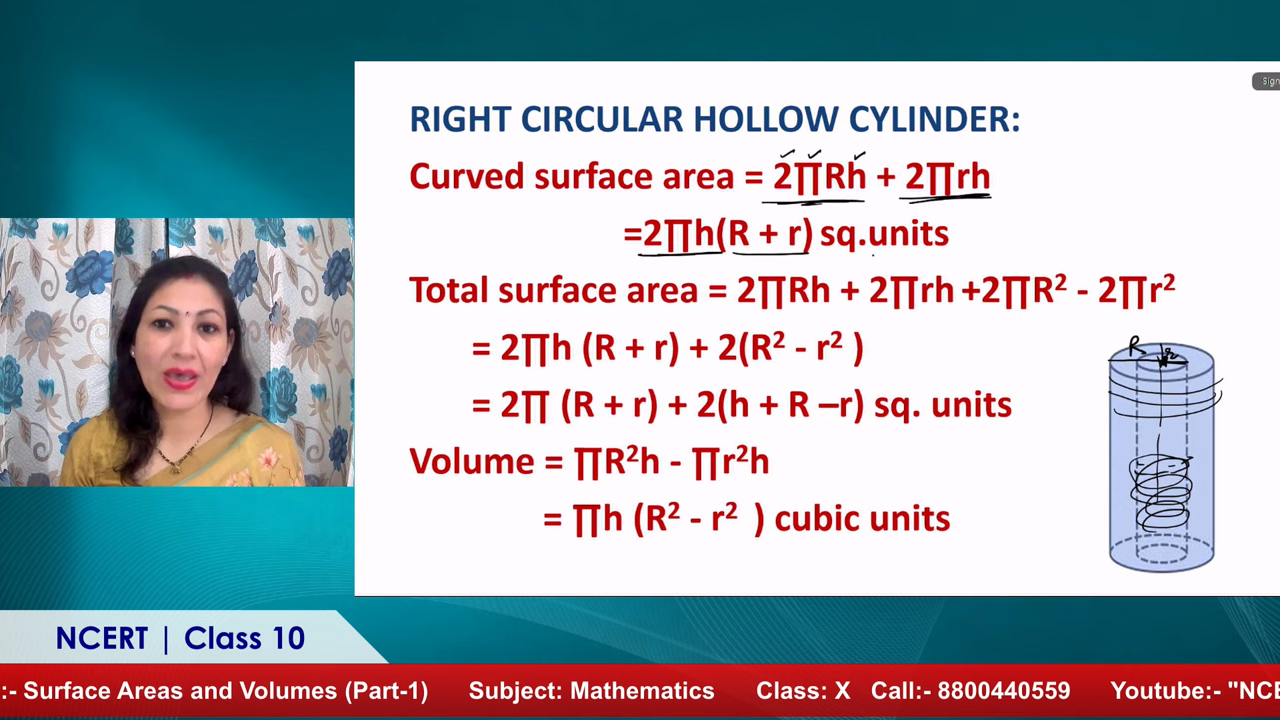 Sign
RIGHT CIRCULAR HOLLOW CYLINDER:
Curved surface area = 2∏Rh + 2∏rh
=2∏h(R + r) sq.units
Total surface area = 2∏Rh + 2∏rh +2∏R² - 2∏r²
= 2∏h (R + r) + 2(R² - r² )
= 2∏ (R + r) + 2(h + R –r) sq. units
Volume = ∏R²h - ∏r²h
= ∏h (R² - r² ) cubic units
R r
NCERT | Class 10
:- Surface Areas and Volumes (Part-1) Subject: Mathematics Class: X Call:- 8800440559 Youtube:- "NCE